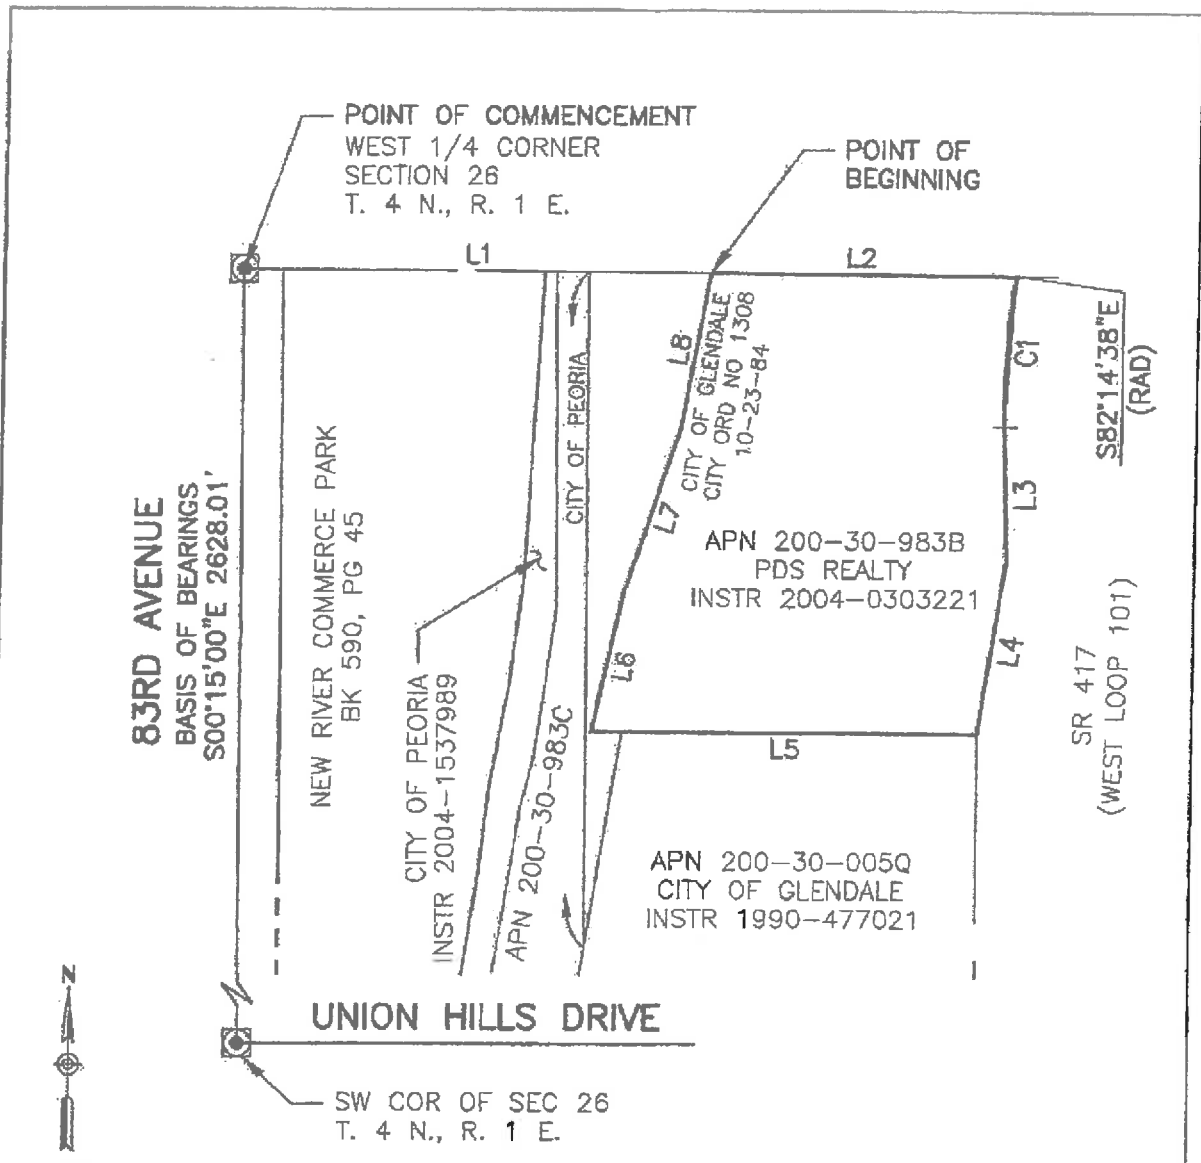 POINT OF COMMENCEMENT
WEST 1/4 CORNER
SECTION 26
T. 4 N., R. 1 E.
POINT OF
BEGINNING
L1
L2
L8
CITY OF GLENDALE
CITY ORD NO 1308
10-23-84
C1
S82°14'38"E
(RAD)
CITY OF PEORIA
L7
L3
83RD AVENUE
BASIS OF BEARINGS
S00°15'00"E 2628.01'
NEW RIVER COMMERCE PARK
BK 590, PG 45
APN 200-30-983B
PDS REALTY
INSTR 2004-0303221
L6
L4
SR 417
(WEST LOOP 101)
CITY OF PEORIA
INSTR 2004-1537989
APN 200-30-983C
L5
APN 200-30-005Q
CITY OF GLENDALE
INSTR 1990-477021
N
UNION HILLS DRIVE
SW COR OF SEC 26
T. 4 N., R. 1 E.